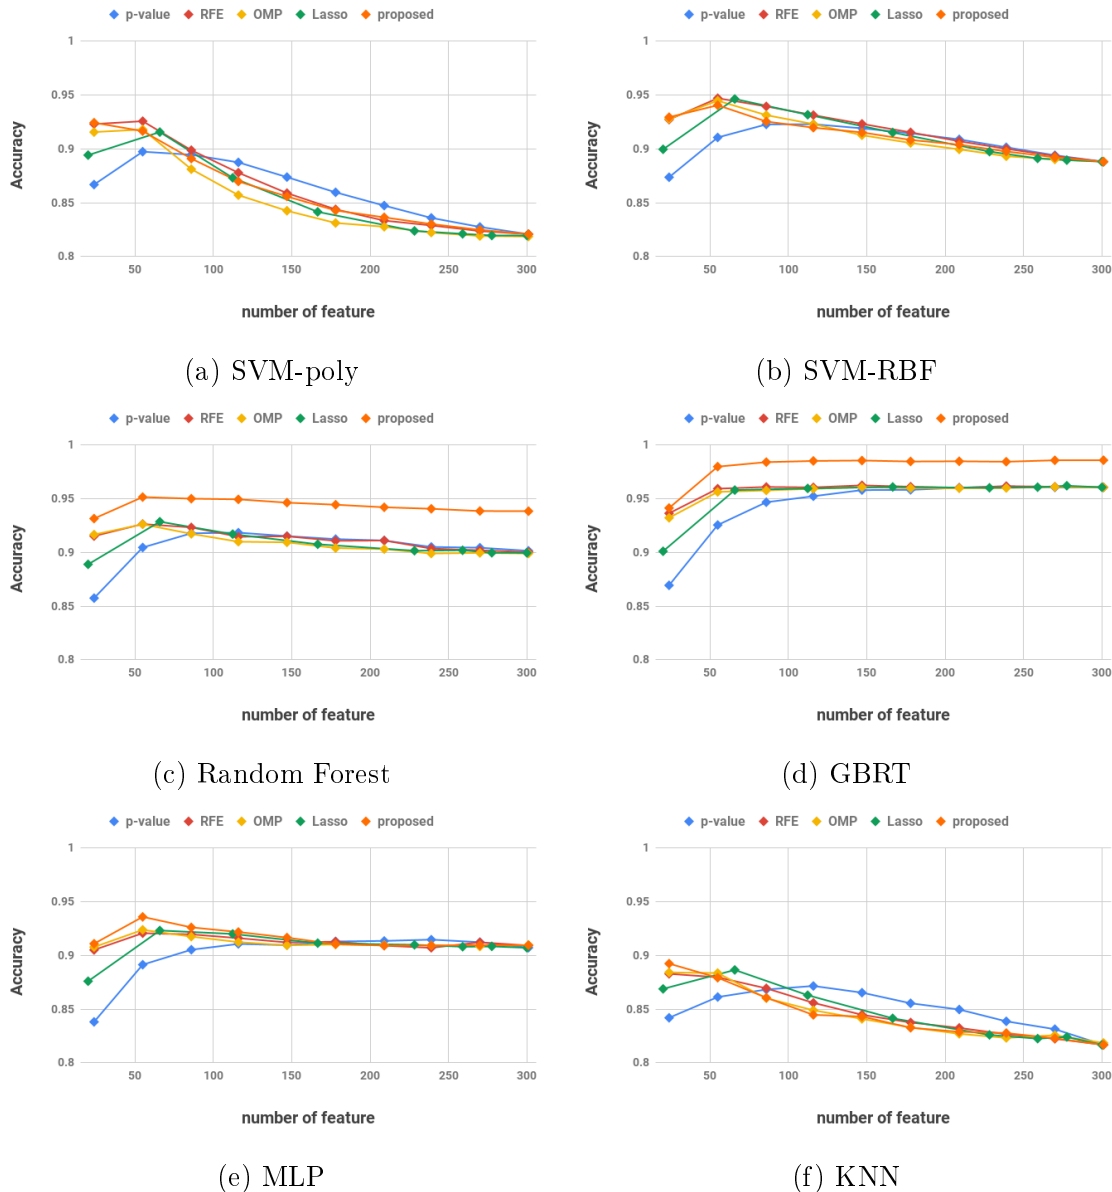 p-value RFE OMP Lasso proposed
p-value RFE OMP Lasso proposed
1
0.95
0.9
0.85
0.8
Accuracy
50 100 150 200 250 300
number of feature
1
0.95
0.9
0.85
0.8
Accuracy
50 100 150 200 250 300
number of feature
(a) SVM-poly
(b) SVM-RBF
p-value RFE OMP Lasso proposed
p-value RFE OMP Lasso proposed
1
0.95
0.9
0.85
0.8
Accuracy
50 100 150 200 250 300
number of feature
1
0.95
0.9
0.85
0.8
Accuracy
50 100 150 200 250 300
number of feature
(c) Random Forest
(d) GBRT
p-value RFE OMP Lasso proposed
p-value RFE OMP Lasso proposed
1
0.95
0.9
0.85
0.8
Accuracy
50 100 150 200 250 300
number of feature
1
0.95
0.9
0.85
0.8
Accuracy
50 100 150 200 250 300
number of feature
(e) MLP
(f) KNN